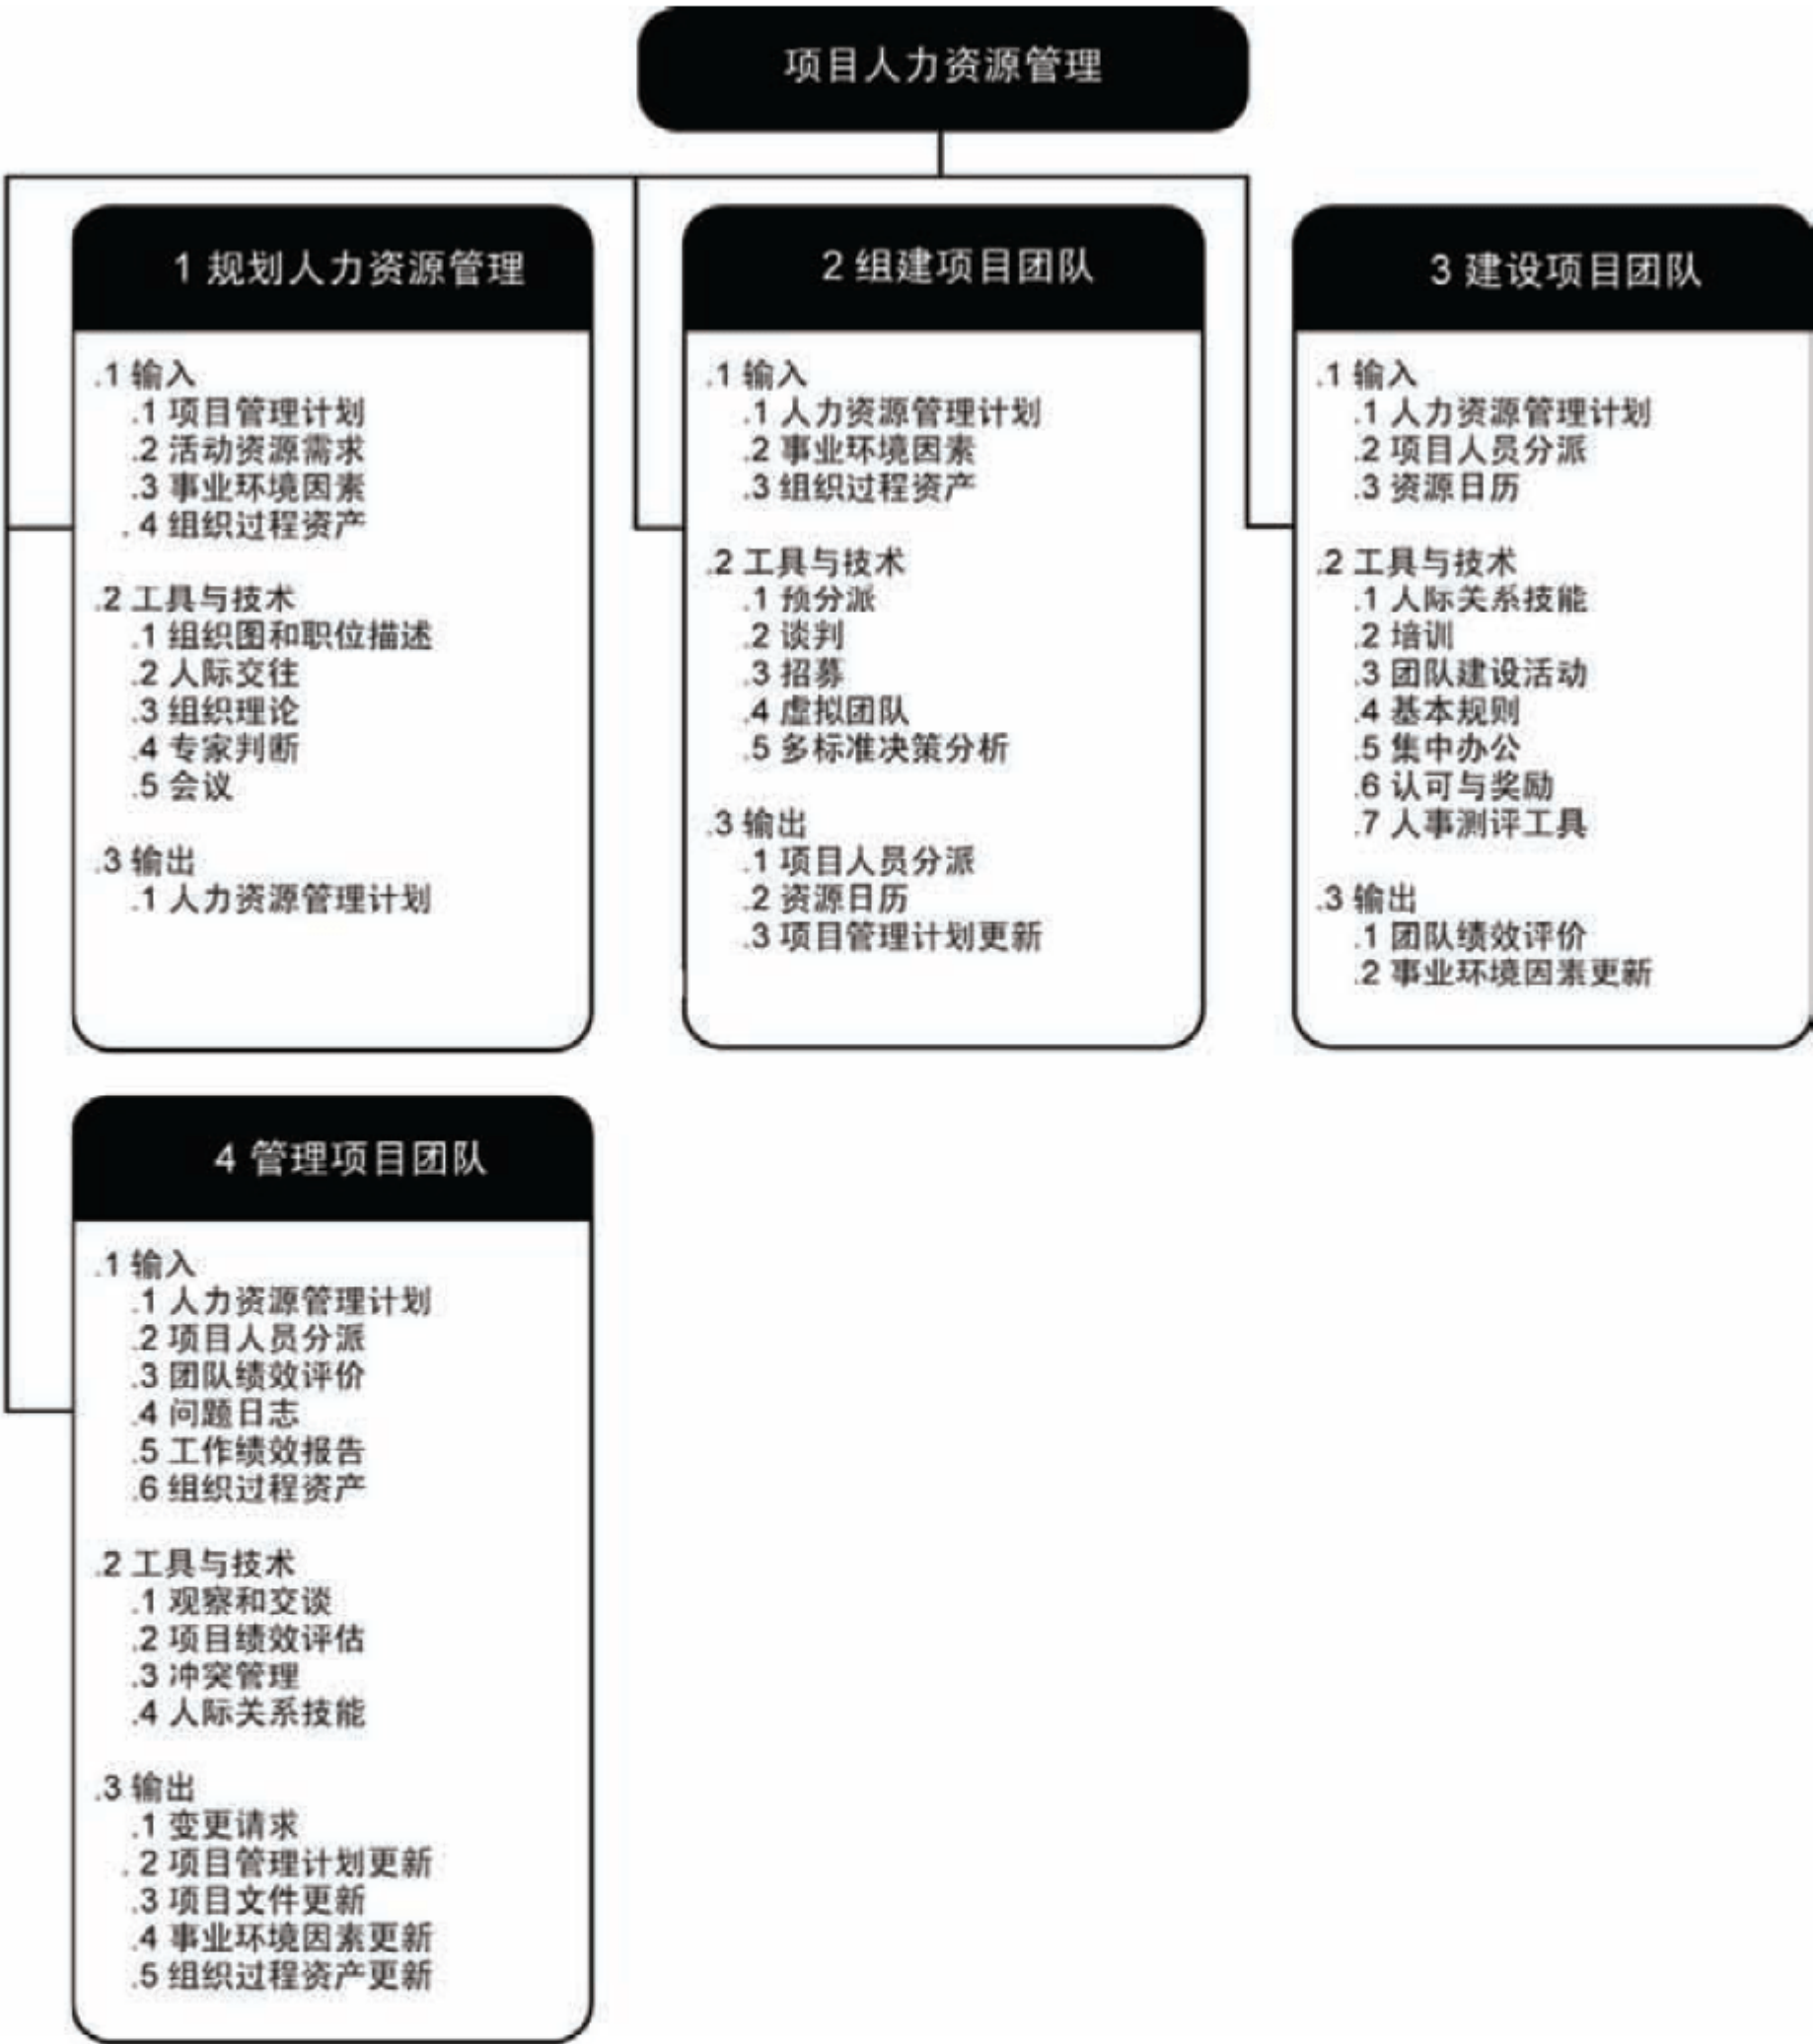 项目人力资源管理
1 规划人力资源管理
.1 输入
.1 项目管理计划
.2 活动资源需求
.3 事业环境因素
. 4 组织过程资产
.2 工具与技术
.1 组织图和职位描述
.2 人际交往
.3 组织理论
.4 专家判断
.5 会议
.3 输出
.1 人力资源管理计划
2 组建项目团队
.1 输入
.1 人力资源管理计划
.2 事业环境因素
.3 组织过程资产
.2 工具与技术
.1 预分派
.2 谈判
.3 招募
.4 虚拟团队
.5 多标准决策分析
.3 输出
.1 项目人员分派
.2 资源日历
.3 项目管理计划更新
3 建设项目团队
.1 输入
.1 人力资源管理计划
.2 项目人员分派
.3 资源日历
.2 工具与技术
.1 人际关系技能
.2 培训
.3 团队建设活动
.4 基本规则
.5 集中办公
.6 认可与奖励
.7 人事测评工具
.3 输出
.1 团队绩效评价
.2 事业环境因素更新
4 管理项目团队
.1 输入
.1 人力资源管理计划
.2 项目人员分派
.3 团队绩效评价
.4 问题日志
.5 工作绩效报告
.6 组织过程资产
.2 工具与技术
.1 观察和交谈
.2 项目绩效评估
.3 冲突管理
.4 人际关系技能
.3 输出
.1 变更请求
. 2 项目管理计划更新
.3 项目文件更新
.4 事业环境因素更新
.5 组织过程资产更新